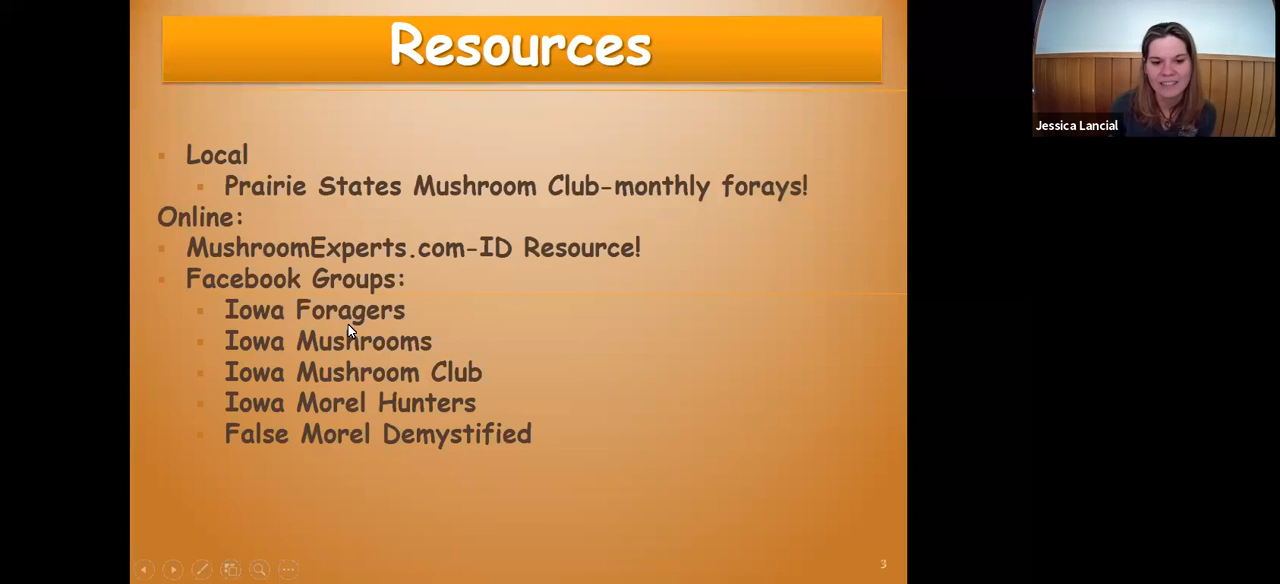 Resources
Local
Prairie States Mushroom Club-monthly forays!
Online:
MushroomExperts.com-ID Resource!
Facebook Groups:
Iowa Foragers
Iowa Mushrooms
Iowa Mushroom Club
Iowa Morel Hunters
False Morel Demystified
3
Jessica Lancial